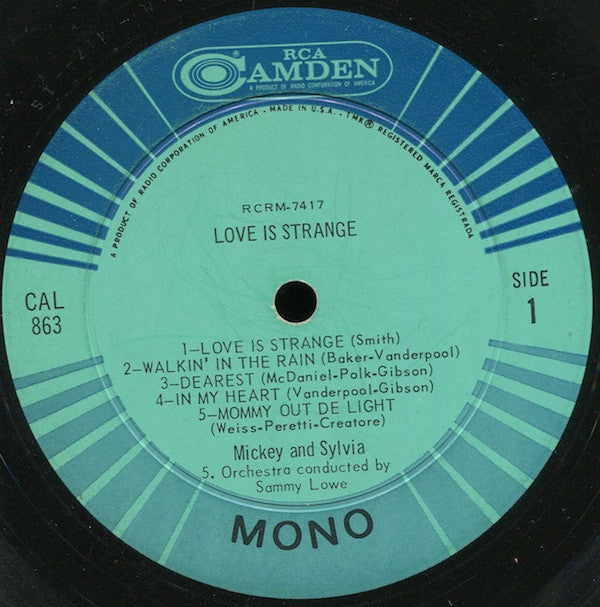 RCA
CAMDEN
A PRODUCT OF RADIO CORPORATION OF AMERICA
A PRODUCT OF RADIO CORPORATION OF AMERICA - MADE IN U.S.A. - TMK® REGISTERED MARCA REGISTRADA
RCRM-7417
LOVE IS STRANGE
CAL
863
SIDE
1
1–LOVE IS STRANGE (Smith)
2–WALKIN' IN THE RAIN (Baker-Vanderpool)
3–DEAREST (McDaniel-Polk-Gibson)
4–IN MY HEART (Vanderpool-Gibson)
5–MOMMY OUT DE LIGHT
(Weiss-Peretti-Creatore)
Mickey and Sylvia
5. Orchestra conducted by
Sammy Lowe
MONO